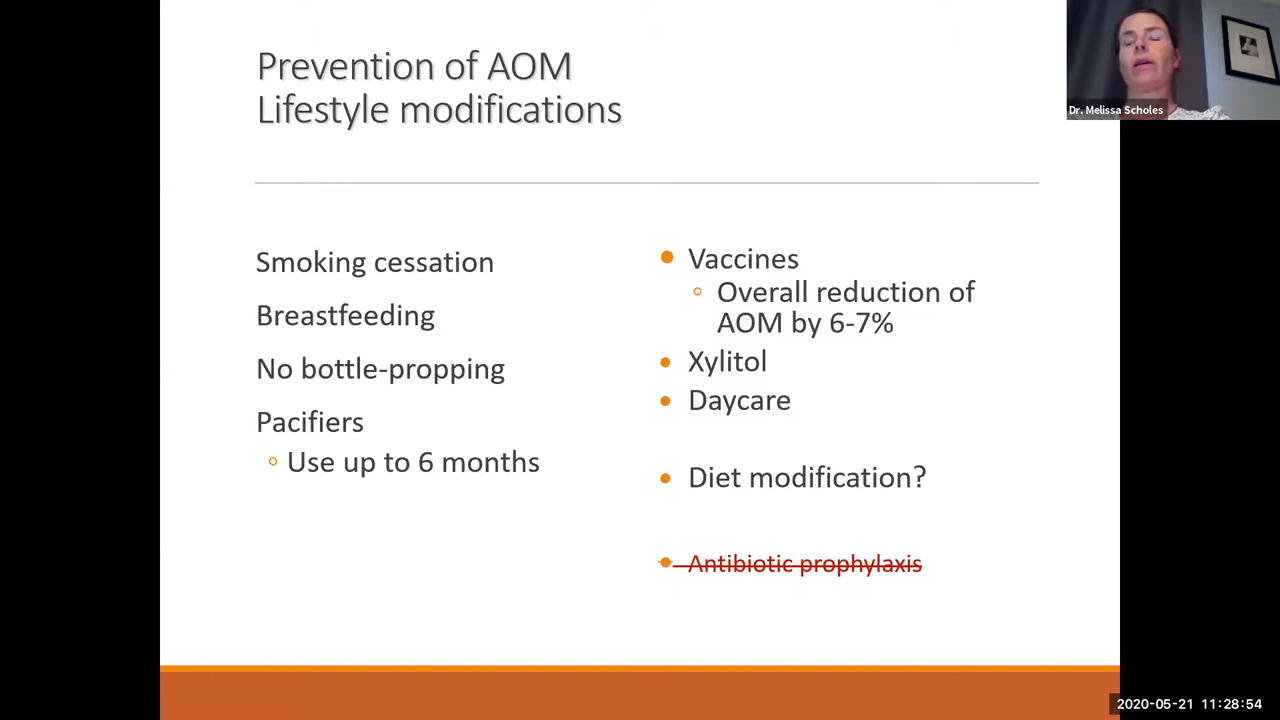 Prevention of AOM
Lifestyle modifications
Dr. Melissa Scholes
Smoking cessation
Breastfeeding
No bottle-propping
Pacifiers
Use up to 6 months
Vaccines
Overall reduction of
AOM by 6-7%
Xylitol
Daycare
Diet modification?
Antibiotic prophylaxis
2020-05-21 11:28:54